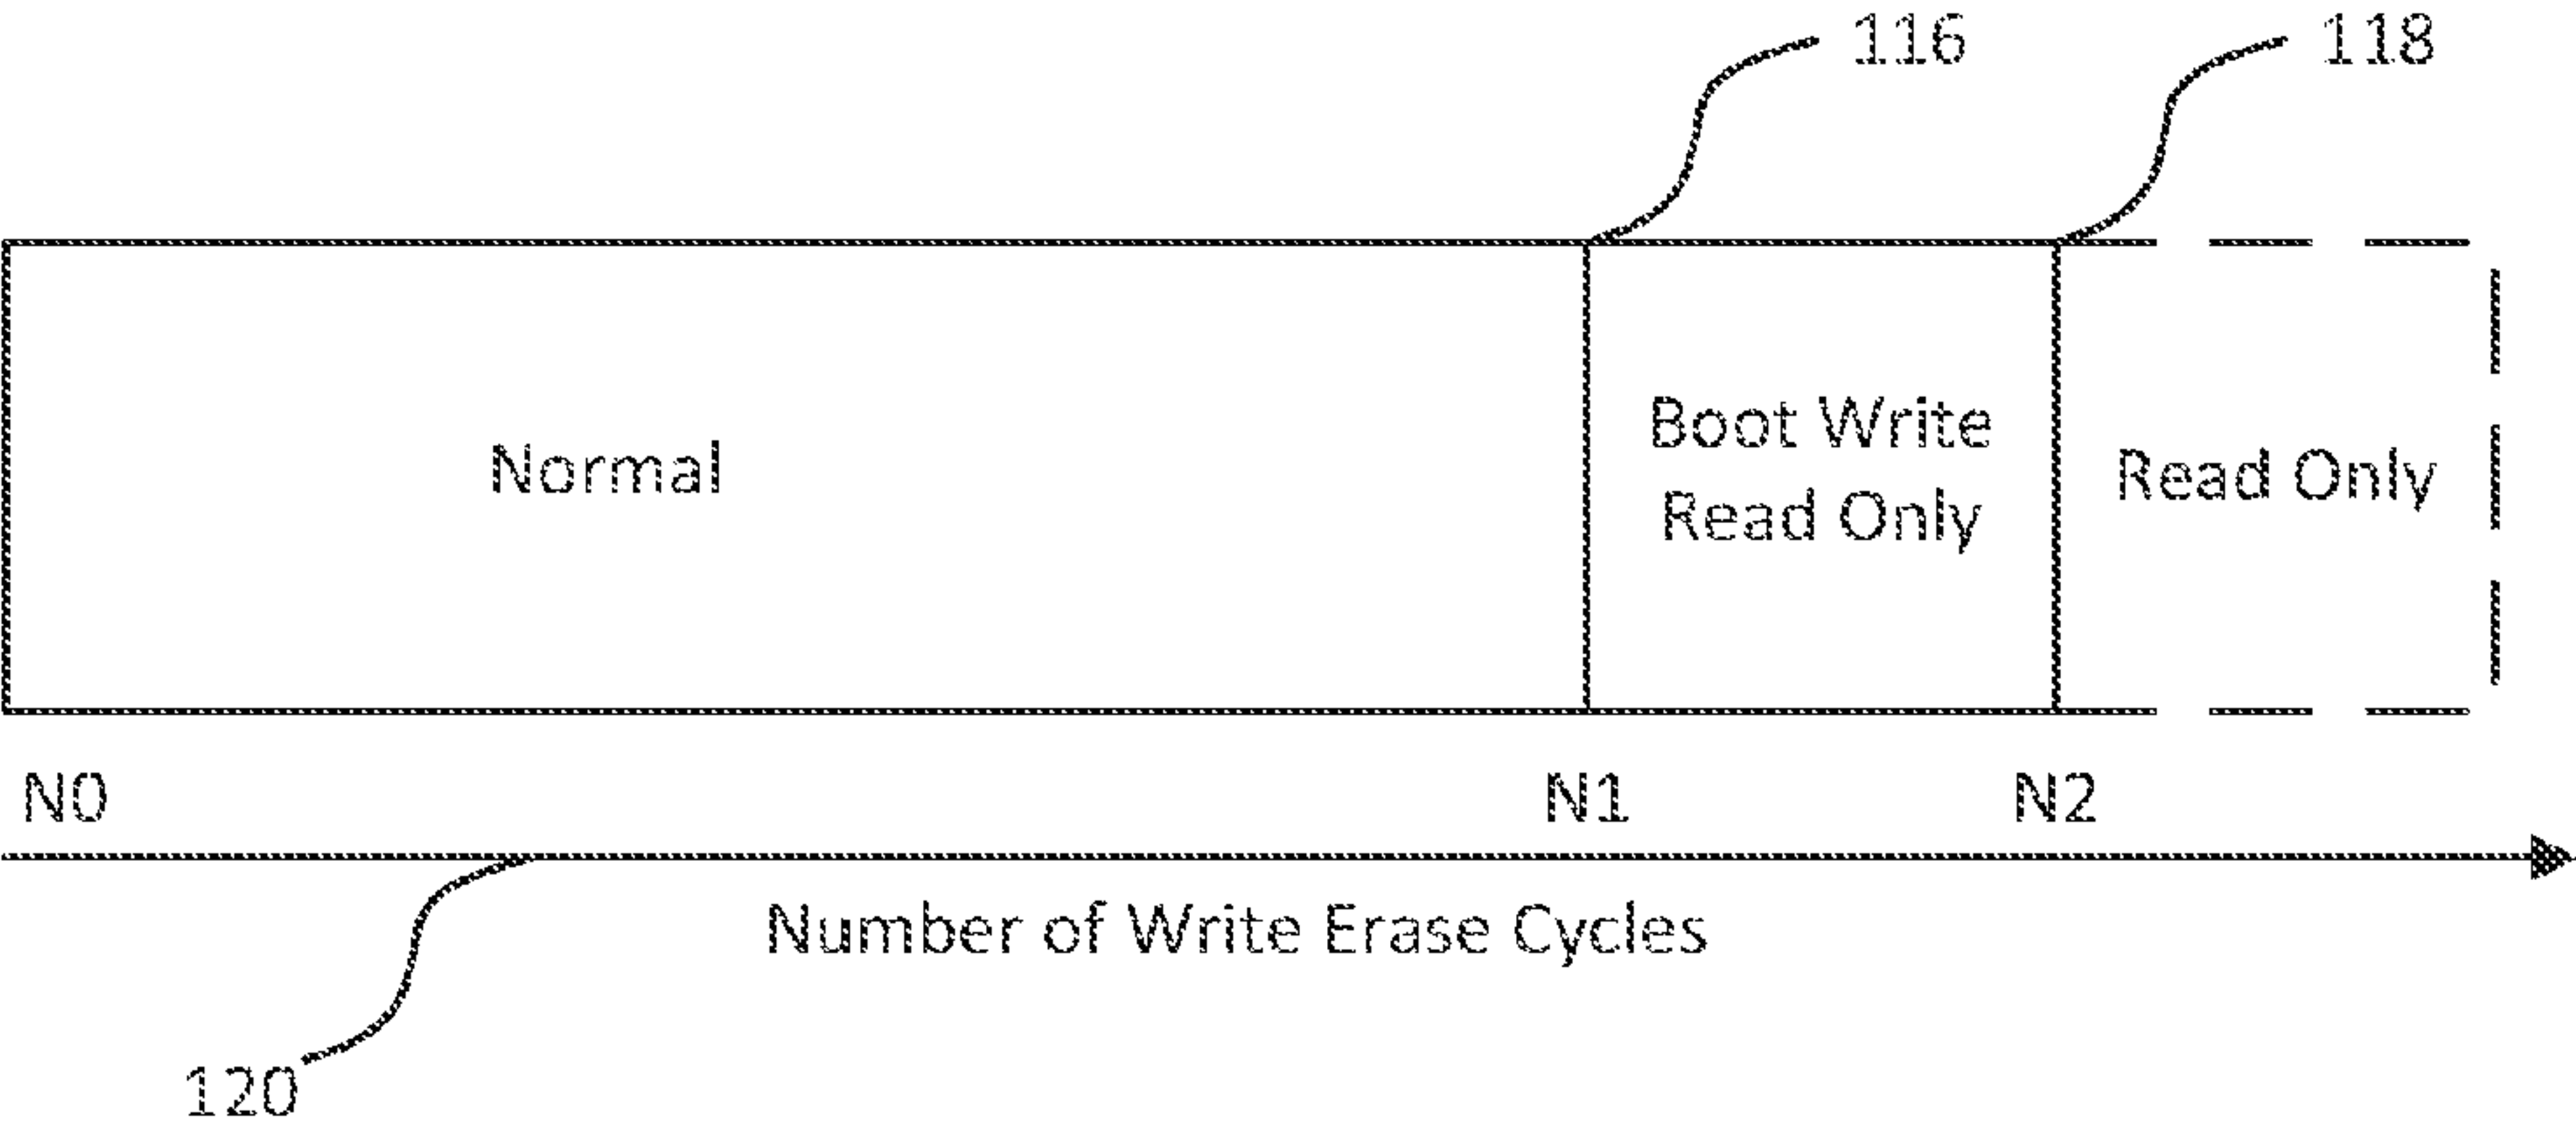 116
118
Normal
Boot Write
Read Only
Read Only
N0
N1
N2
Number of Write Erase Cycles
120